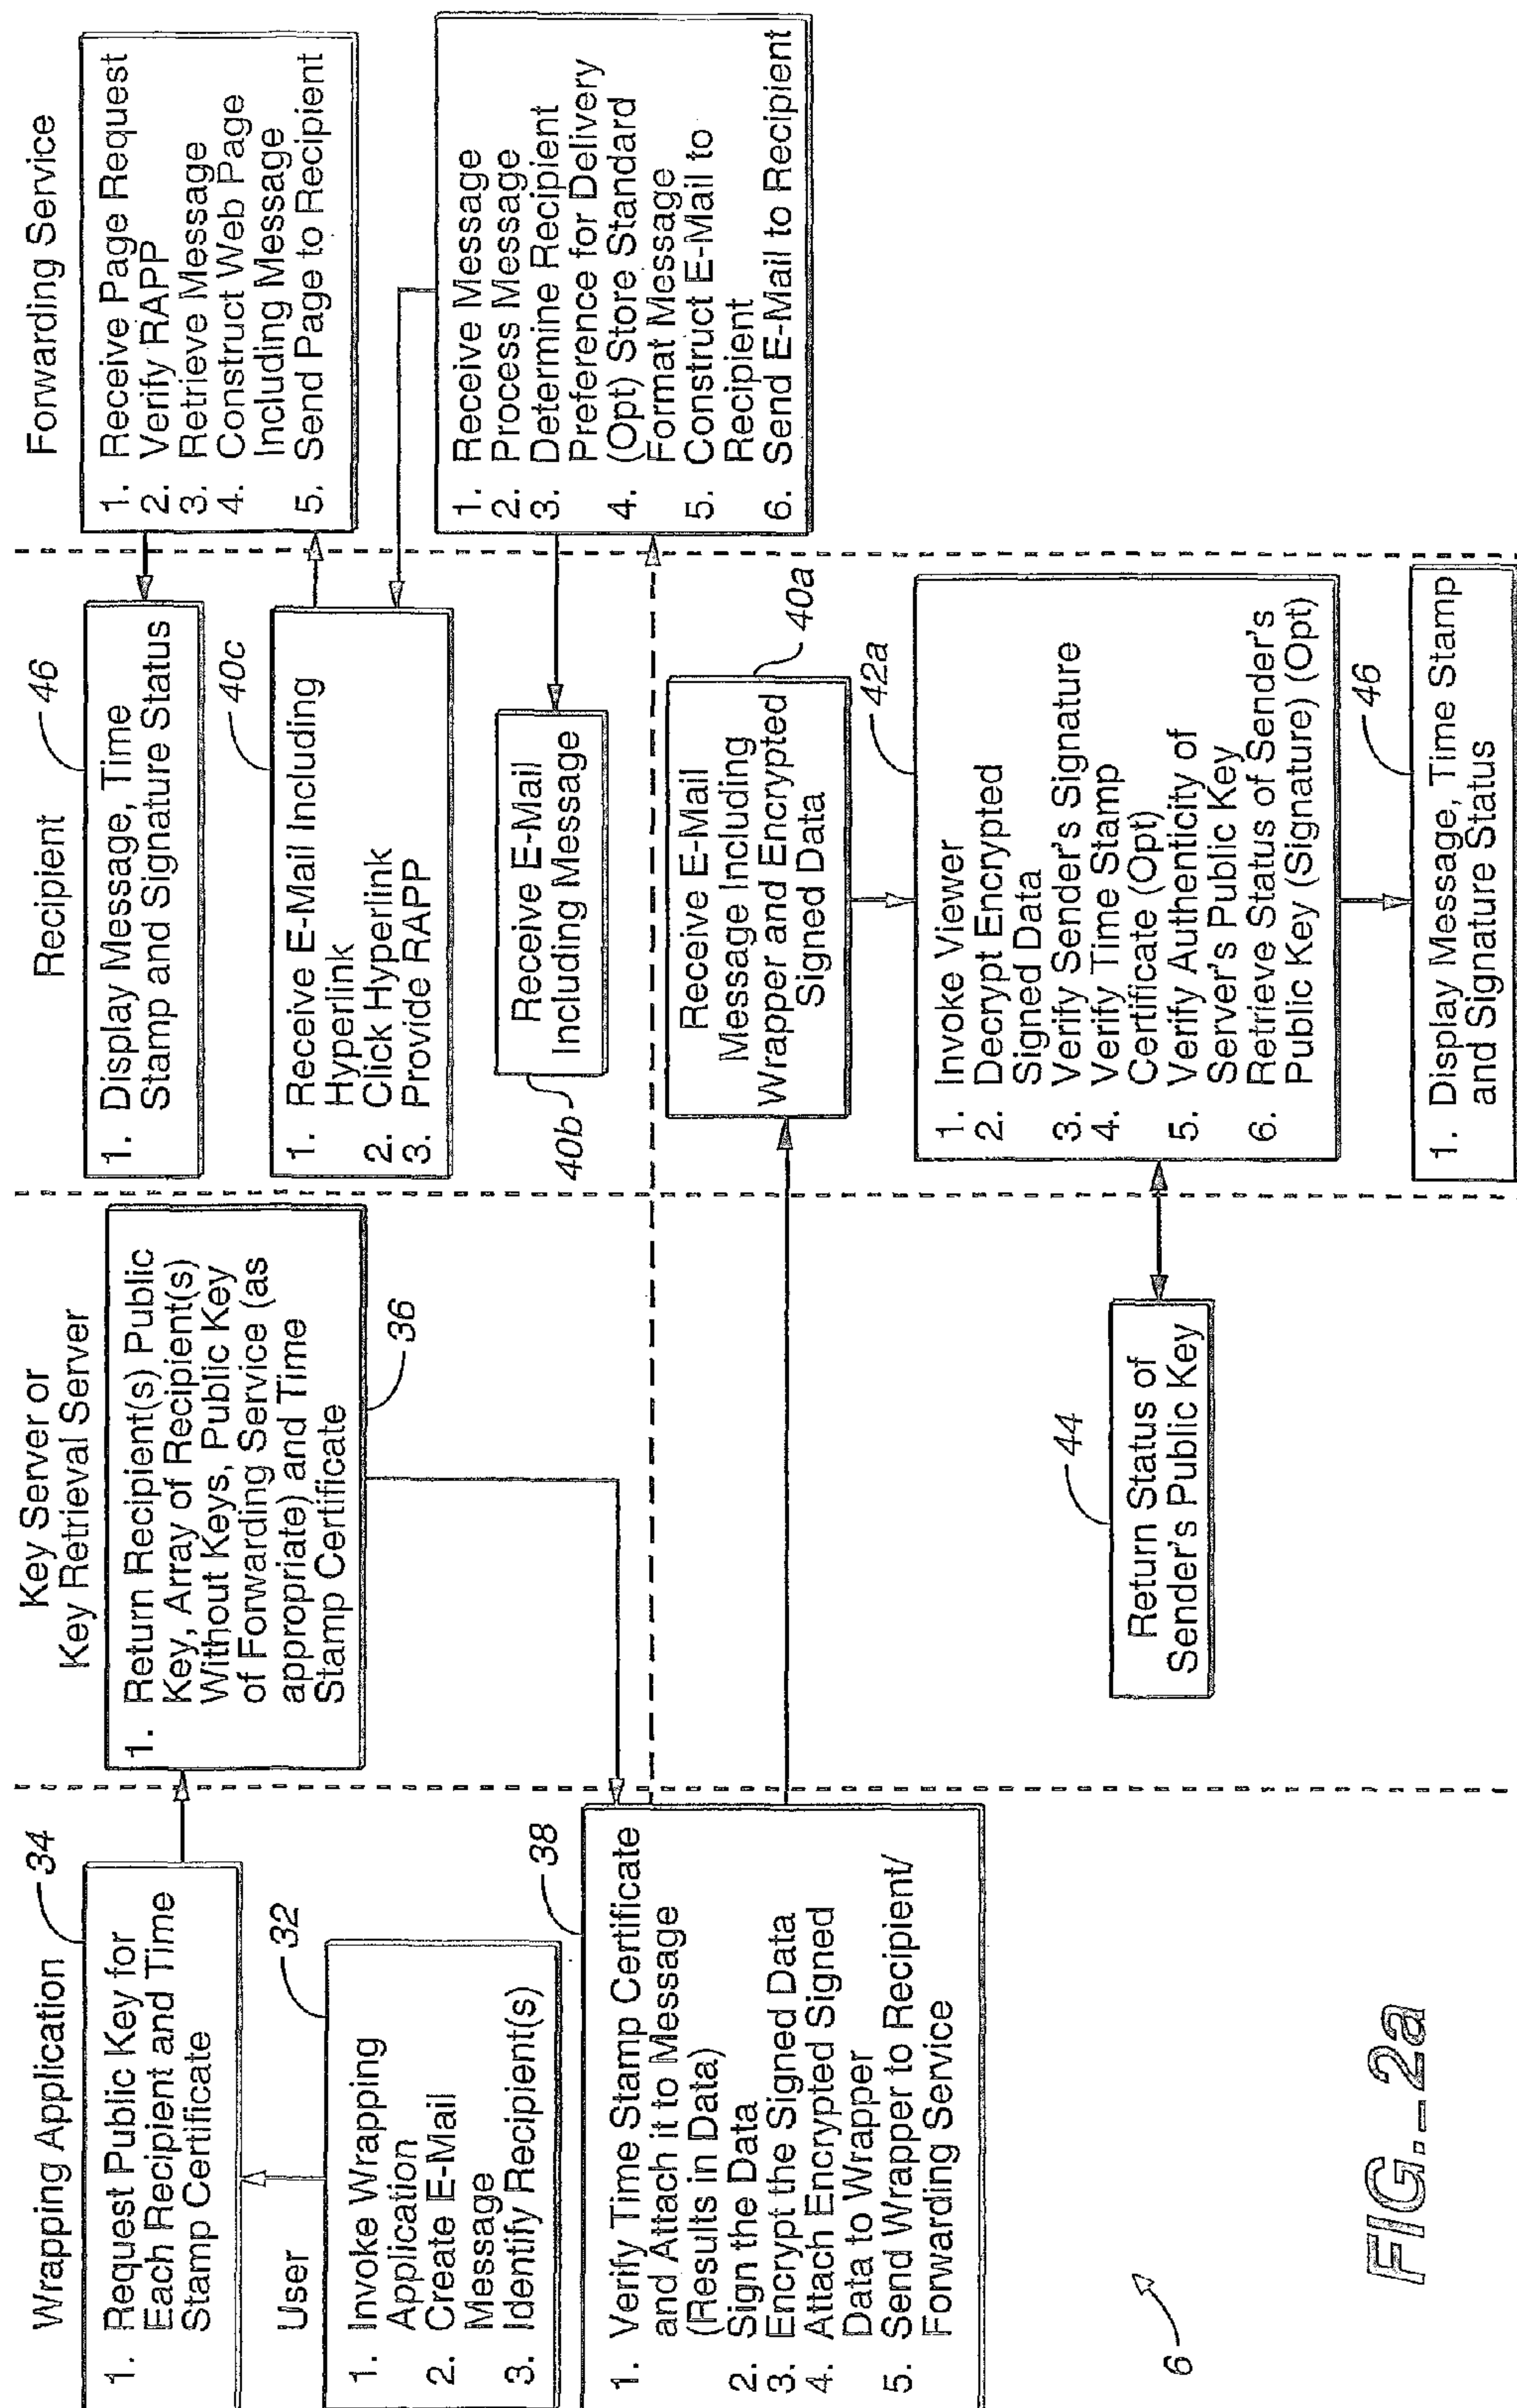 Wrapping Application
34
1. Request Public Key for
Each Recipient and Time
Stamp Certificate
User
32
1. Invoke Wrapping
Application
2. Create E-Mail
Message
3. Identify Recipient(s)
38
1. Verify Time Stamp Certificate
and Attach it to Message
(Results in Data)
2. Sign the Data
3. Encrypt the Signed Data
4. Attach Encrypted Signed
Data to Wrapper
5. Send Wrapper to Recipient/
Forwarding Service
6
Key Server or
Key Retrieval Server
1. Return Recipient(s) Public
Key, Array of Recipient(s)
Without Keys, Public Key
of Forwarding Service (as
appropriate) and Time
Stamp Certificate
36
44
Return Status of
Sender's Public Key
Recipient
46
1. Display Message, Time
Stamp and Signature Status
40c
1. Receive E-Mail Including
Hyperlink
2. Click Hyperlink
3. Provide RAPP
Receive E-Mail
Including Message
40b
Receive E-Mail
Message Including
Wrapper and Encrypted
Signed Data
40a
42a
1. Invoke Viewer
2. Decrypt Encrypted
Signed Data
3. Verify Sender's Signature
4. Verify Time Stamp
Certificate (Opt)
5. Verify Authenticity of
Server's Public Key
6. Retrieve Status of Sender's
Public Key (Signature) (Opt)
46
1. Display Message, Time Stamp
and Signature Status
Forwarding Service
1. Receive Page Request
2. Verify RAPP
3. Retrieve Message
4. Construct Web Page
Including Message
5. Send Page to Recipient
1. Receive Message
2. Process Message
3. Determine Recipient
Preference for Delivery
4. (Opt) Store Standard
Format Message
5. Construct E-Mail to
Recipient
6. Send E-Mail to Recipient
FIG._2a